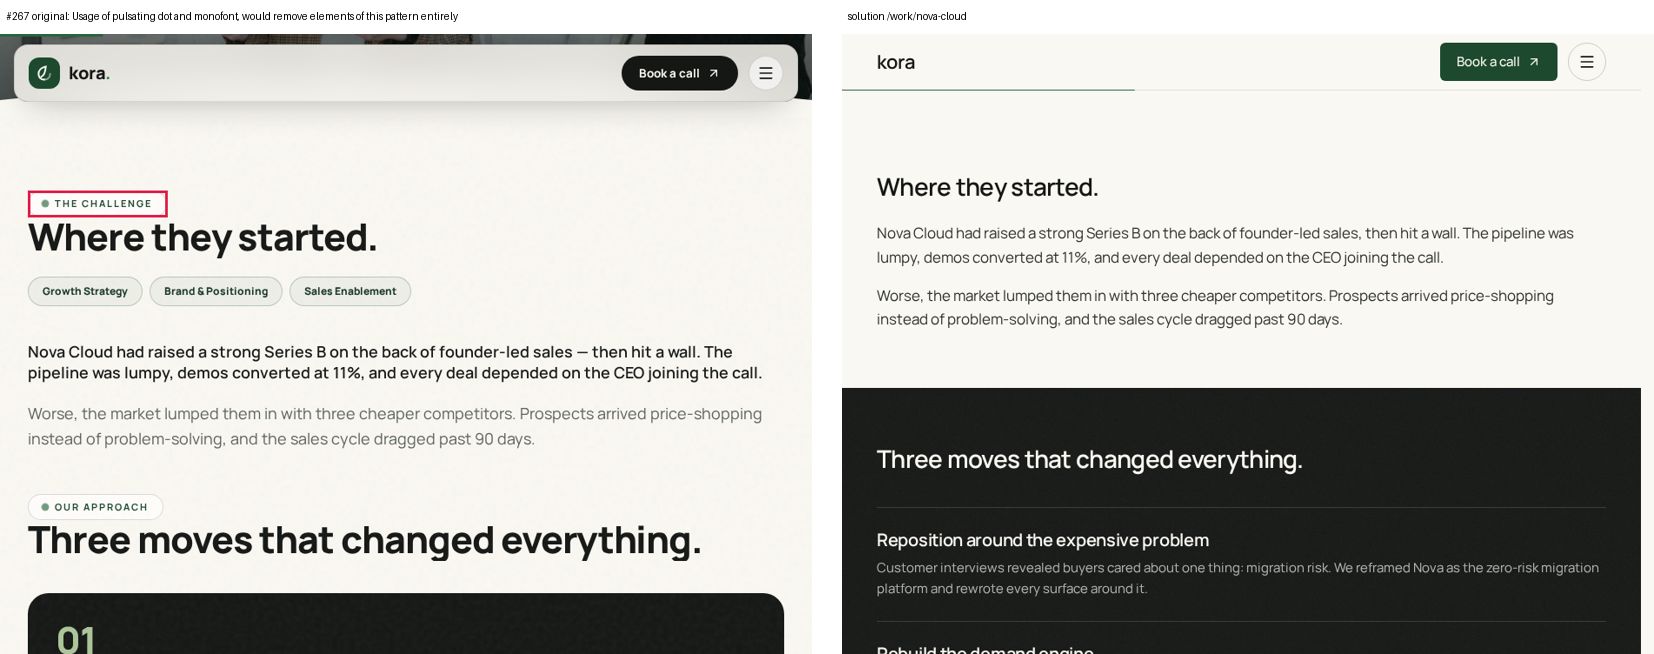 #267 original: Usage of pulsating dot and monofont, would remove elements of this pattern entirely
kora.
Book a call
THE CHALLENGE
Where they started.
Growth Strategy
Brand & Positioning
Sales Enablement
Nova Cloud had raised a strong Series B on the back of founder-led sales — then hit a wall. The
pipeline was lumpy, demos converted at 11%, and every deal depended on the CEO joining the call.
Worse, the market lumped them in with three cheaper competitors. Prospects arrived price-shopping
instead of problem-solving, and the sales cycle dragged past 90 days.
OUR APPROACH
Three moves that changed everything.
01
solution /work/nova-cloud
kora
Book a call
Where they started.
Nova Cloud had raised a strong Series B on the back of founder-led sales, then hit a wall. The pipeline was
lumpy, demos converted at 11%, and every deal depended on the CEO joining the call.
Worse, the market lumped them in with three cheaper competitors. Prospects arrived price-shopping
instead of problem-solving, and the sales cycle dragged past 90 days.
Three moves that changed everything.
Reposition around the expensive problem
Customer interviews revealed buyers cared about one thing: migration risk. We reframed Nova as the zero-risk migration
platform and rewrote every surface around it.
Rebuild the demand engine